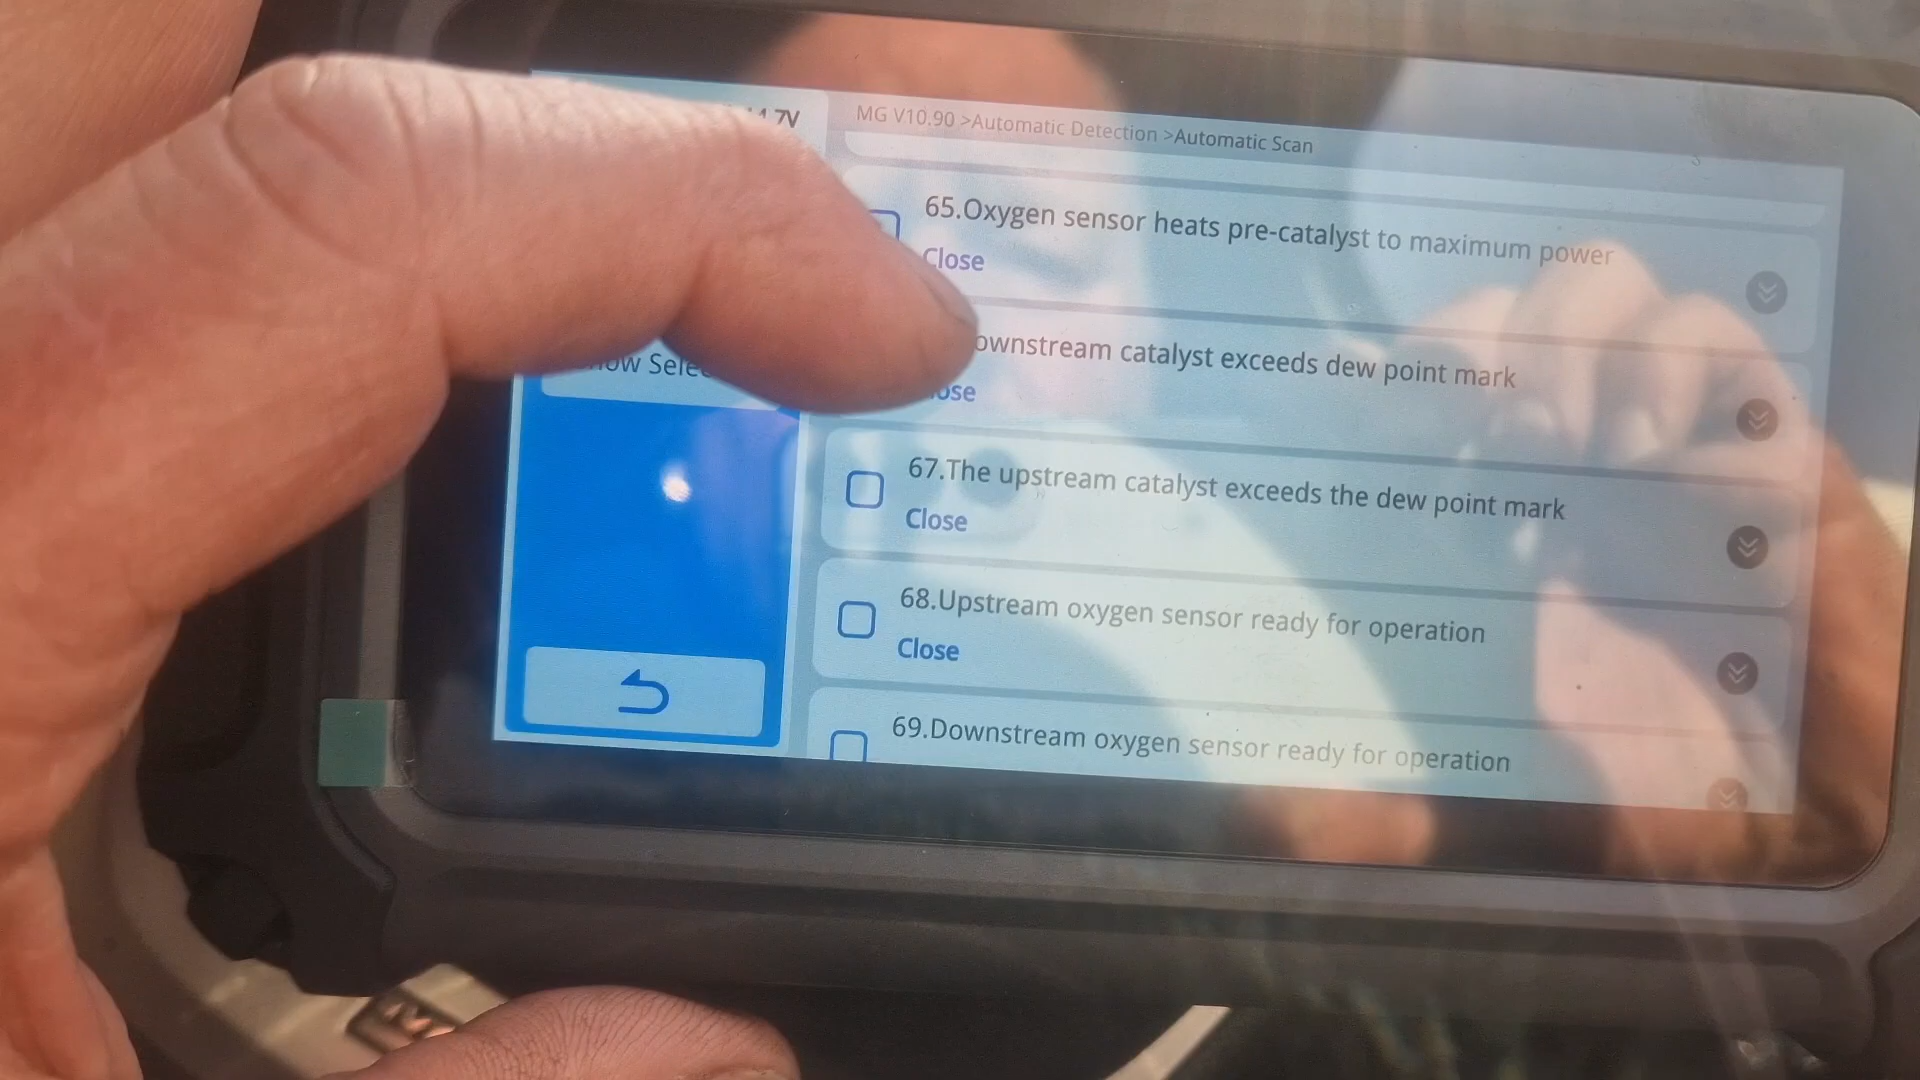 7V
MG V10.90 >Automatic Detection >Automatic Scan
65.Oxygen sensor heats pre-catalyst to maximum power
Close
ownstream catalyst exceeds dew point mark
ose
67.The upstream catalyst exceeds the dew point mark
Close
68.Upstream oxygen sensor ready for operation
Close
69.Downstream oxygen sensor ready for operation
ow Selec